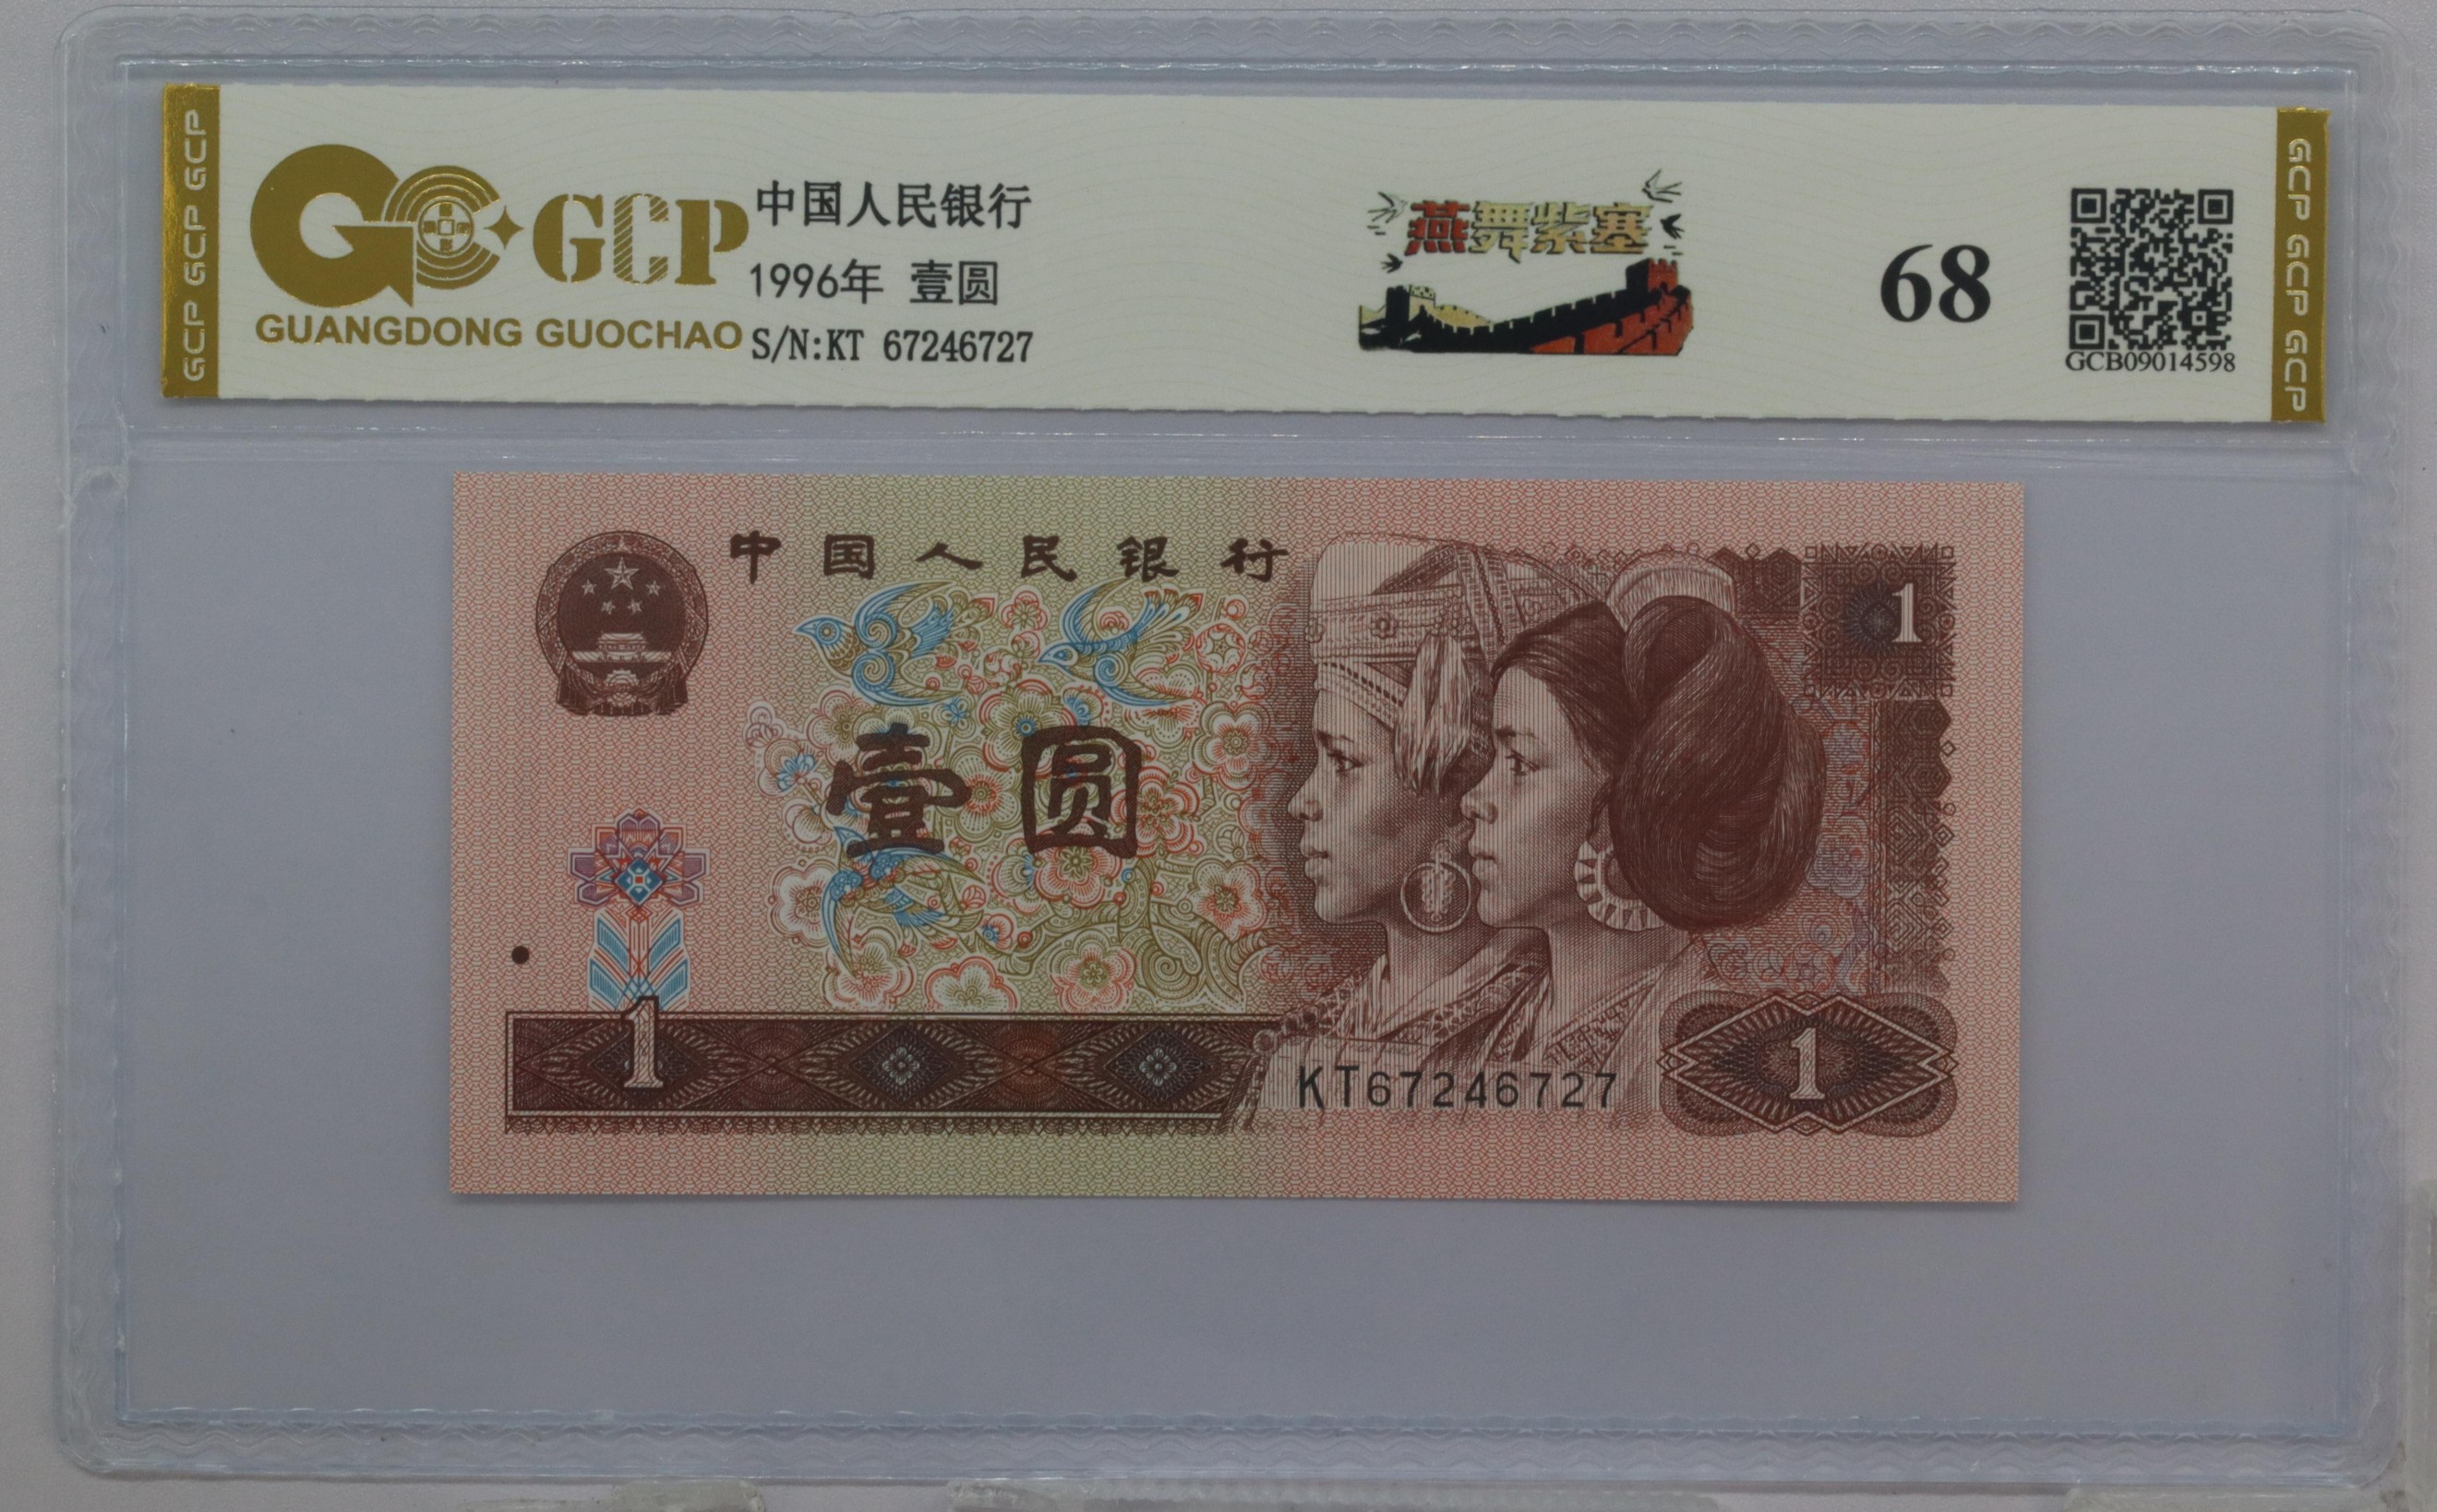 GCP GCP GCP
GCP
GUANGDONG GUOCHAO
中国人民银行
1996年 壹圆
S/N:KT 67246727
燕舞紫塞
68
GCB09014598
GCP GCP GCP
中国人民银行
1
壹圆
1
KT67246727
1